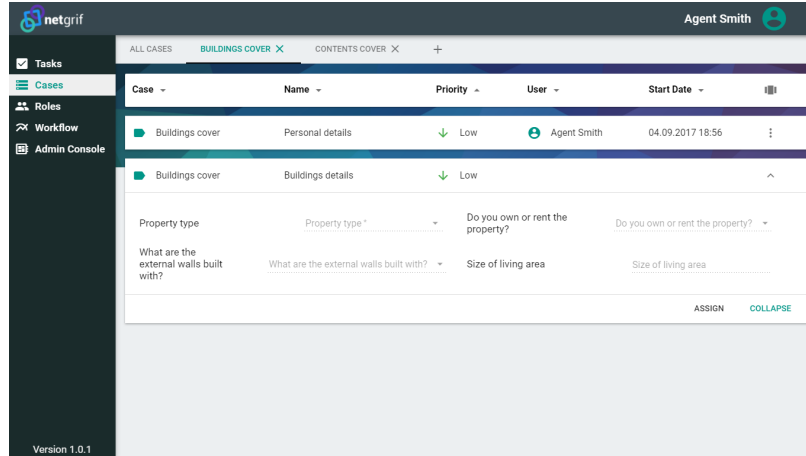 netgrif
Agent Smith
Tasks
Cases
Roles
Workflow
Admin Console
Version 1.0.1
ALL CASES BUILDINGS COVER CONTENTS COVER +
Case Name Priority User Start Date
Buildings cover Personal details Low Agent Smith 04.09.2017 18:56
Buildings cover Buildings details Low
Property type Property type * Do you own or rent the property? Do you own or rent the property?
What are the external walls built with? What are the external walls built with? Size of living area Size of living area
ASSIGN COLLAPSE